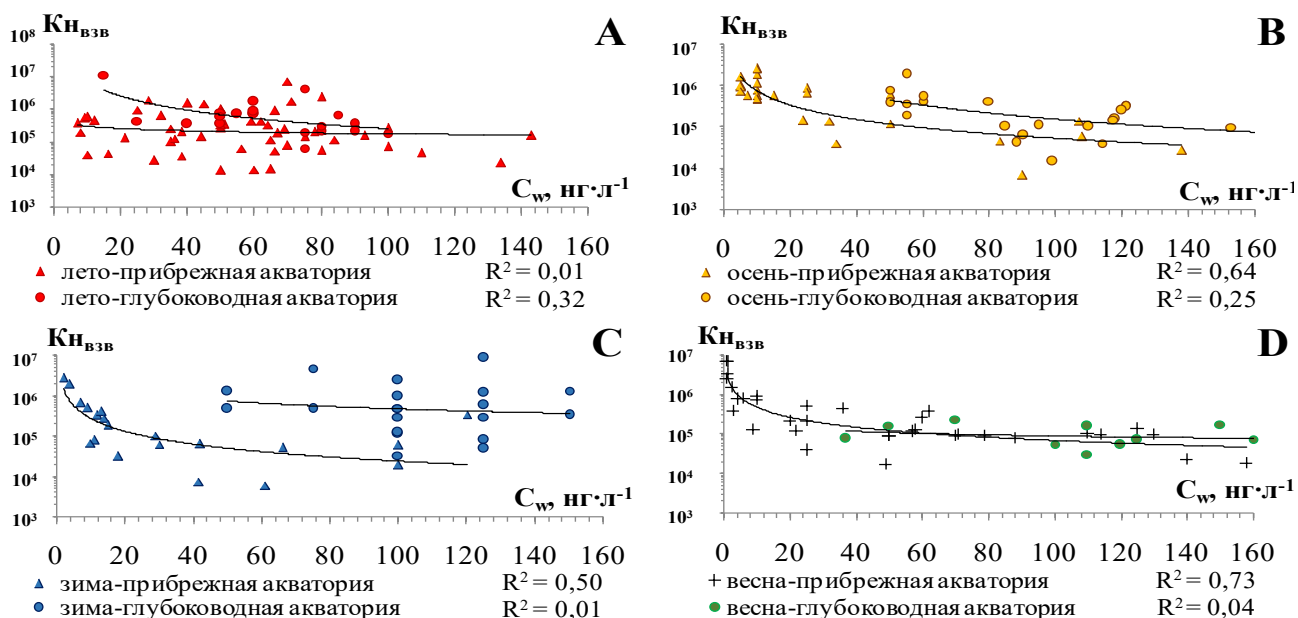 Кнвзв
A
10⁸
10⁷
10⁶
10⁵
10⁴
10³
Cw, нг·л⁻¹
0 20 40 60 80 100 120 140 160
лето-прибрежная акватория R² = 0,01
лето-глубоководная акватория R² = 0,32
Кнвзв
B
10⁷
10⁶
10⁵
10⁴
10³
Cw, нг·л⁻¹
0 20 40 60 80 100 120 140 160
осень-прибрежная акватория R² = 0,64
осень-глубоководная акватория R² = 0,25
Кнвзв
C
10⁷
10⁶
10⁵
10⁴
10³
Cw, нг·л⁻¹
0 20 40 60 80 100 120 140 160
зима-прибрежная акватория R² = 0,50
зима-глубоководная акватория R² = 0,01
Кнвзв
D
10⁷
10⁶
10⁵
10⁴
10³
Cw, нг·л⁻¹
0 20 40 60 80 100 120 140 160
весна-прибрежная акватория R² = 0,73
весна-глубоководная акватория R² = 0,04